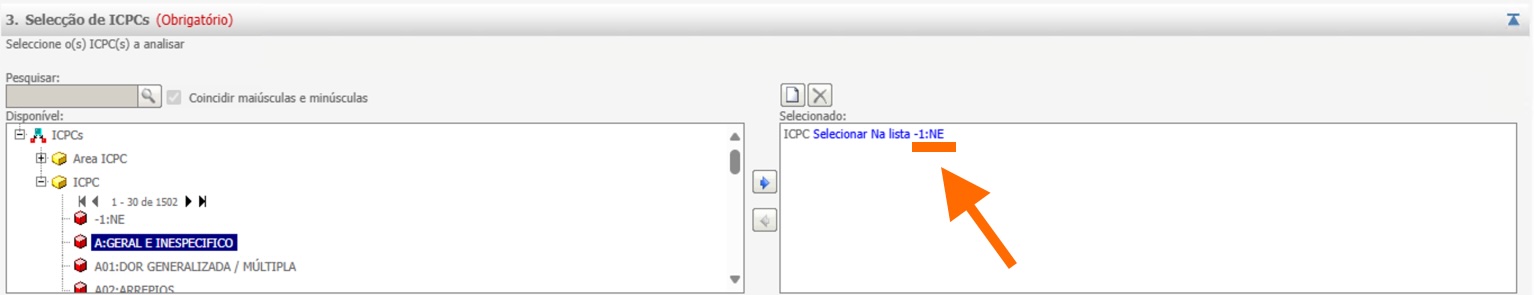 3. Selecção de ICPCs (Obrigatório)
Seleccione o(s) ICPC(s) a analisar
Pesquisar:
Coincidir maiúsculas e minúsculas
Disponível:
ICPCs
Area ICPC
ICPC
1 - 30 de 1502
-1:NE
A:GERAL E INESPECIFICO
A01:DOR GENERALIZADA / MÚLTIPLA
A02:ARREPIOS
Selecionado:
ICPC Selecionar Na lista -1:NE